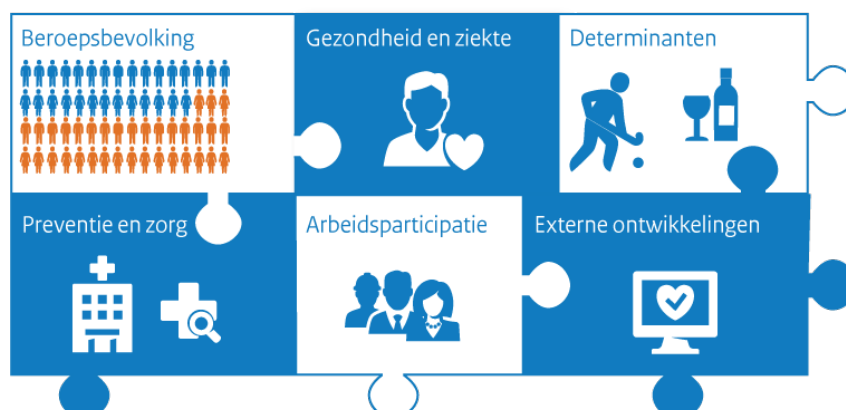 Beroepsbevolking
Gezondheid en ziekte
Determinanten
Preventie en zorg
Arbeidsparticipatie
Externe ontwikkelingen